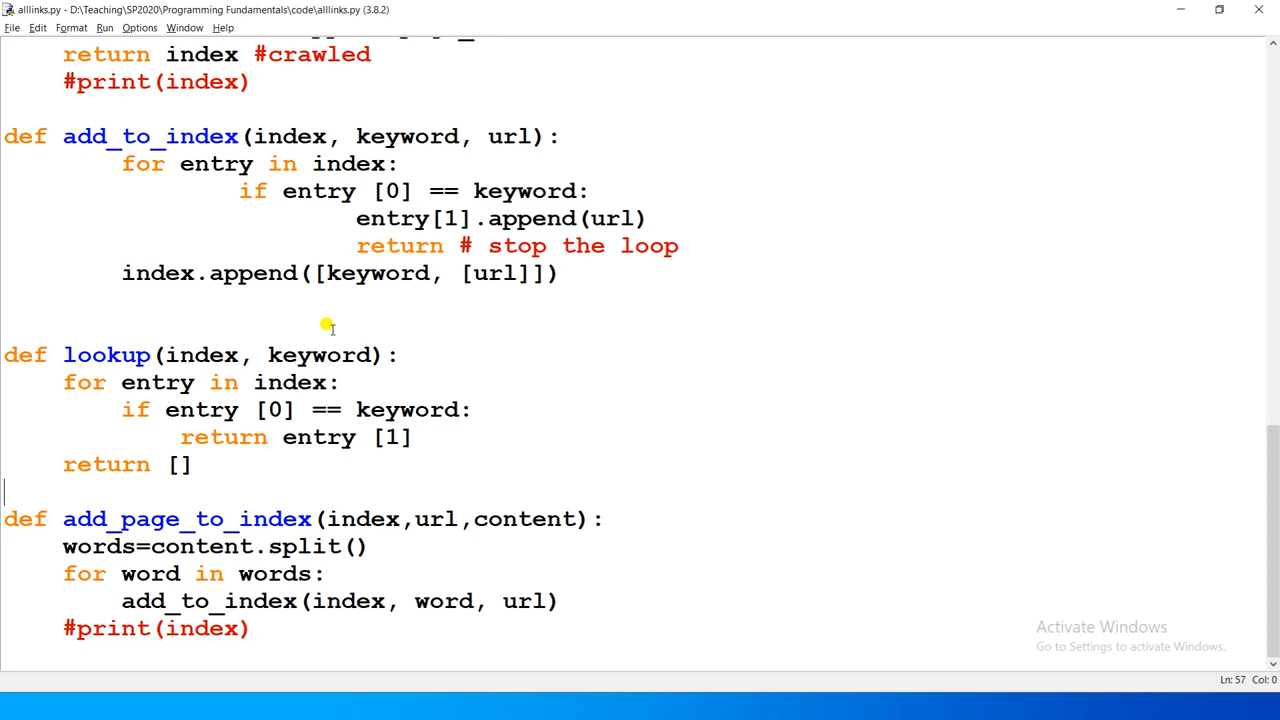 alllinks.py - D:\Teaching\SP2020\Programming Fundamentals\code\alllinks.py (3.8.2)
File Edit Format Run Options Window Help
return index #crawled
#print(index)
def add_to_index(index, keyword, url):
for entry in index:
if entry [0] == keyword:
entry[1].append(url)
return # stop the loop
index.append([keyword, [url]])
def lookup(index, keyword):
for entry in index:
if entry [0] == keyword:
return entry [1]
return []
def add_page_to_index(index,url,content):
words=content.split()
for word in words:
add_to_index(index, word, url)
#print(index)
Activate Windows
Go to Settings to activate Windows.
Ln: 57 Col: 0